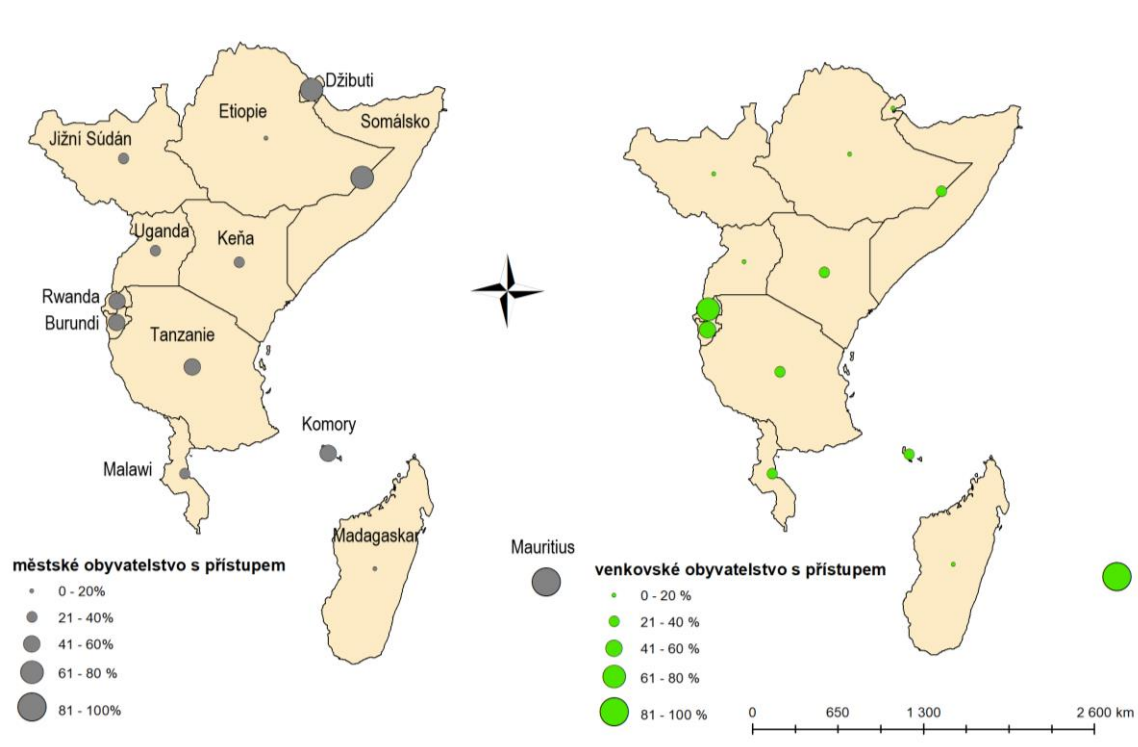 Džibuti
Etiopie
Somálsko
Jižní Súdán
Uganda
Keňa
Rwanda
Burundi
Tanzanie
Komory
Malawi
Madagaskar
Mauritius
městské obyvatelstvo s přístupem
0 - 20%
21 - 40%
41 - 60%
61 - 80 %
81 - 100%
venkovské obyvatelstvo s přístupem
0 - 20 %
21 - 40 %
41 - 60 %
61 - 80 %
81 - 100 %
0 650 1 300 2 600 km